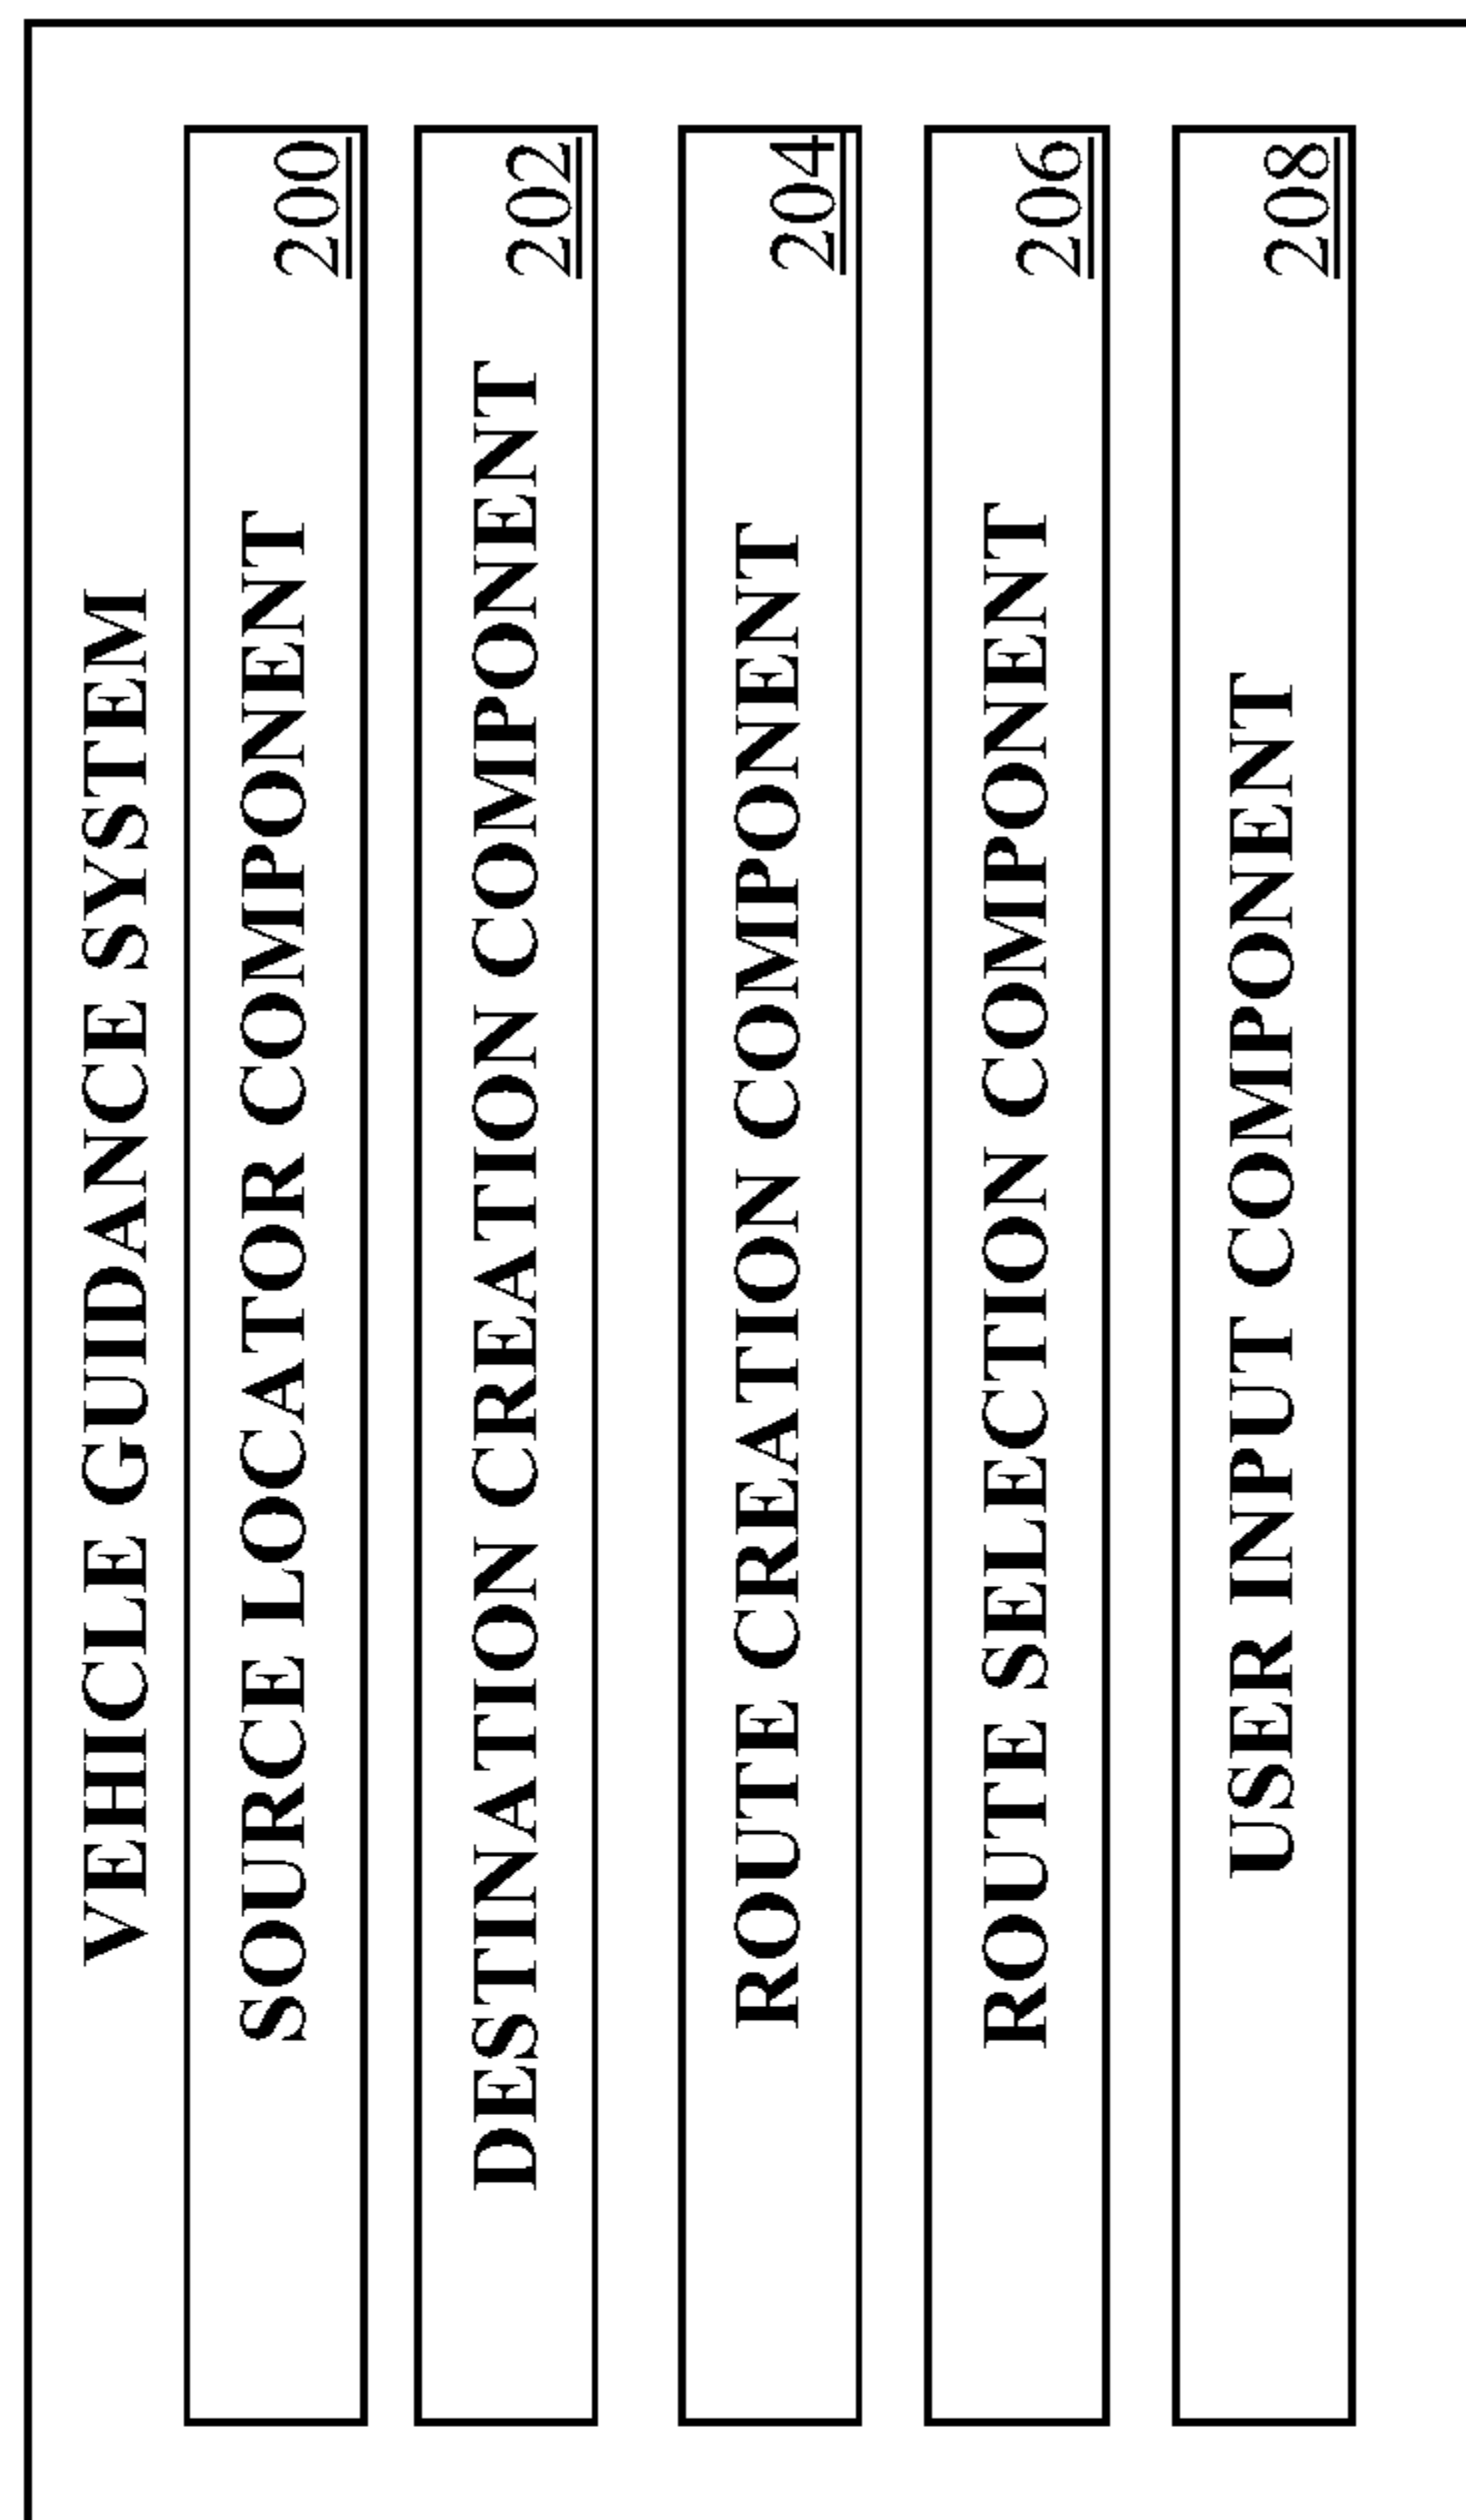 VEHICLE GUIDANCE SYSTEM
SOURCE LOCATOR COMPONENT
200
DESTINATION CREATION COMPONENT
202
ROUTE CREATION COMPONENT
204
ROUTE SELECTION COMPONENT
206
USER INPUT COMPONENT
208